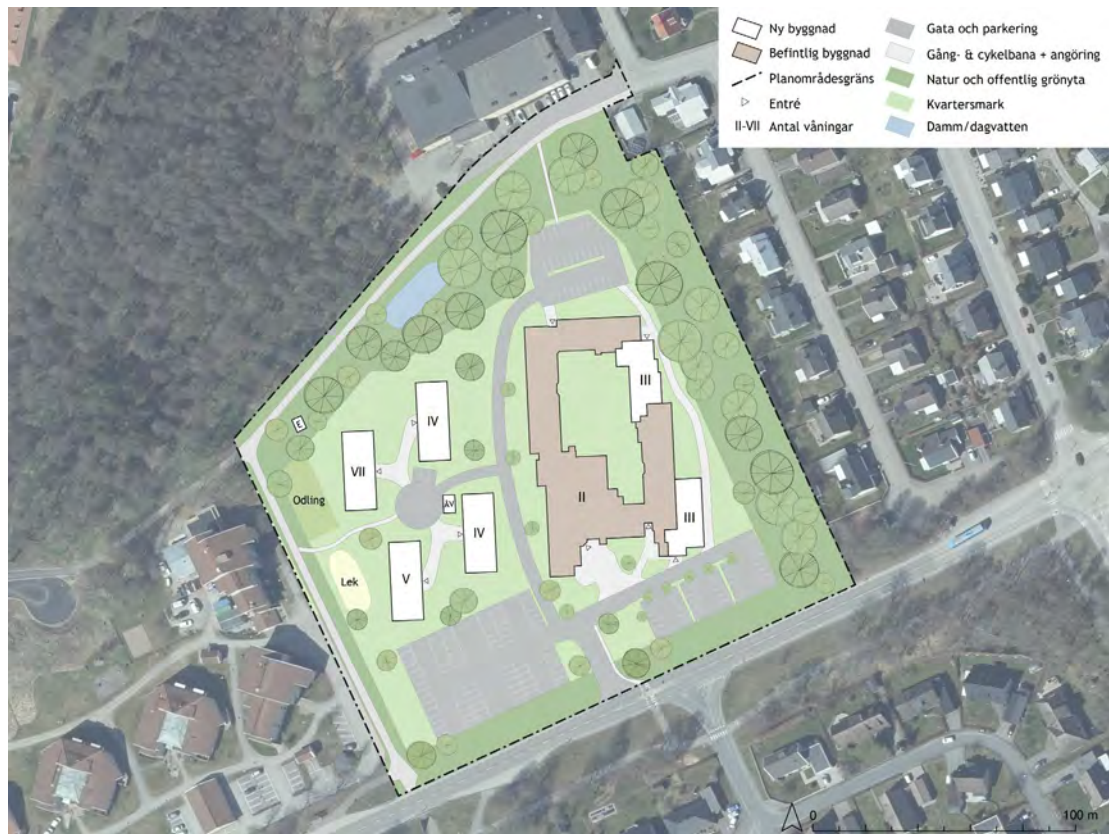 Ny byggnad
Befintlig byggnad
Planområdesgräns
Entré
II-VII Antal våningar
Gata och parkering
Gång- & cykelbana + angöring
Natur och offentlig grönyta
Kvartersmark
Damm/dagvatten
III
IV
E
VII
Odling
ÅV
II
IV
III
V
Lek
0 100 m